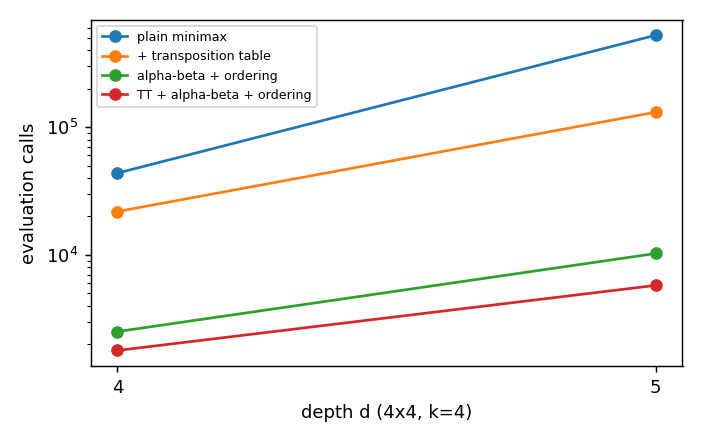 plain minimax
+ transposition table
alpha-beta + ordering
TT + alpha-beta + ordering
evaluation calls
10^5
10^4
4
5
depth d (4x4, k=4)